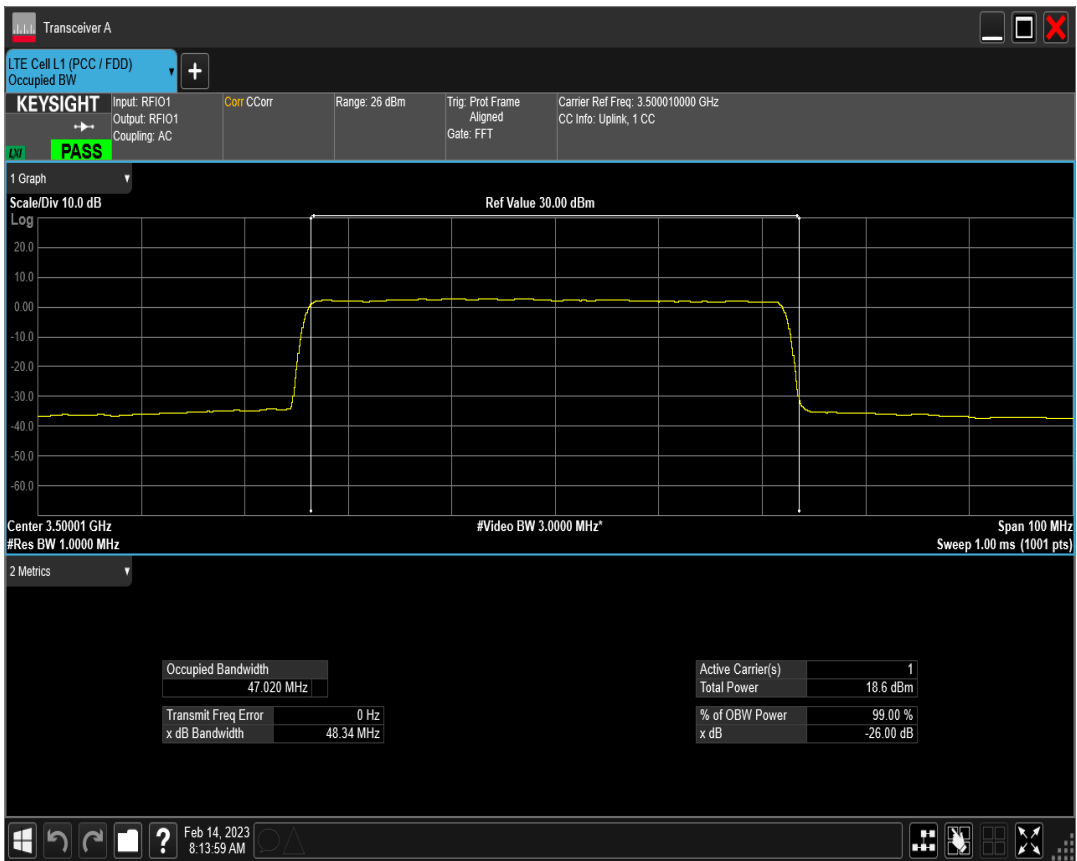 Transceiver A
LTE Cell L1 (PCC / FDD)
Occupied BW
KEYSIGHT
LXI
PASS
Input: RFIO1
Output: RFIO1
Coupling: AC
Corr CCorr
Range: 26 dBm
Trig: Prot Frame
Aligned
Gate: FFT
Carrier Ref Freq: 3.500010000 GHz
CC Info: Uplink, 1 CC
1 Graph
Scale/Div 10.0 dB
Ref Value 30.00 dBm
Log
20.0
10.0
0.00
-10.0
-20.0
-30.0
-40.0
-50.0
-60.0
Center 3.50001 GHz
#Video BW 3.0000 MHz*
Span 100 MHz
#Res BW 1.0000 MHz
Sweep 1.00 ms (1001 pts)
2 Metrics
Occupied Bandwidth
47.020 MHz
Transmit Freq Error 0 Hz
x dB Bandwidth 48.34 MHz
Active Carrier(s) 1
Total Power 18.6 dBm
% of OBW Power 99.00 %
x dB -26.00 dB
?
Feb 14, 2023
8:13:59 AM